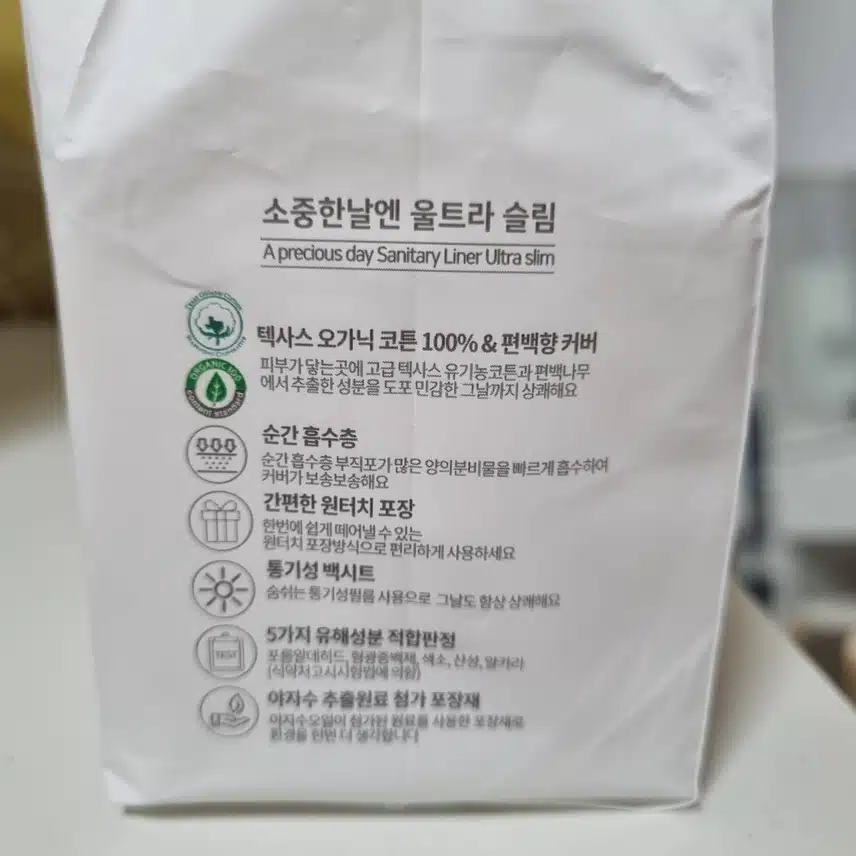 소중한날엔 울트라 슬림
A precious day Sanitary Liner Ultra slim
텍사스 오가닉 코튼 100% & 편백향 커버
피부가 닿는곳에 고급 텍사스 유기농코튼과 편백나무
에서 추출한 성분을 도포 민감한 그날까지 상쾌해요
ORGANIC 100
content standard
순간 흡수층
순간 흡수층 부직포가 많은 양의분비물을 빠르게 흡수하여
커버가 보송보송해요
간편한 원터치 포장
한번에 쉽게 떼어낼 수 있는
원터치 포장방식으로 편리하게 사용하세요
통기성 백시트
숨쉬는 통기성필름 사용으로 그날도 항상 상쾌해요
TEST
5가지 유해성분 적합판정
포름알데히드, 형광증백제, 색소, 산성, 알카리
(식약처고시시험법에 의함)
야자수 추출원료 첨가 포장재
야자수오일이 첨가된 원료를 사용한 포장재로
환경을 한번 더 생각합니다